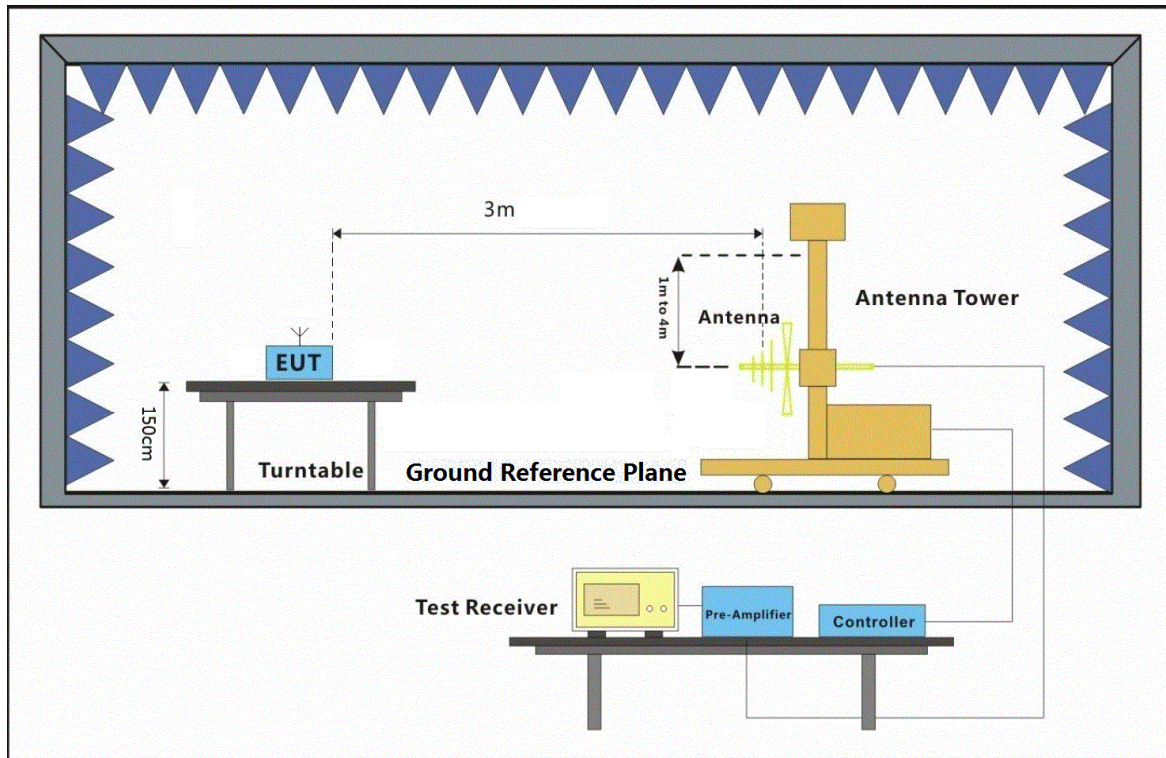 3m
1m to 4m
Antenna
Antenna Tower
EUT
150cm
Turntable
Ground Reference Plane
Test Receiver
Pre-Amplifier
Controller